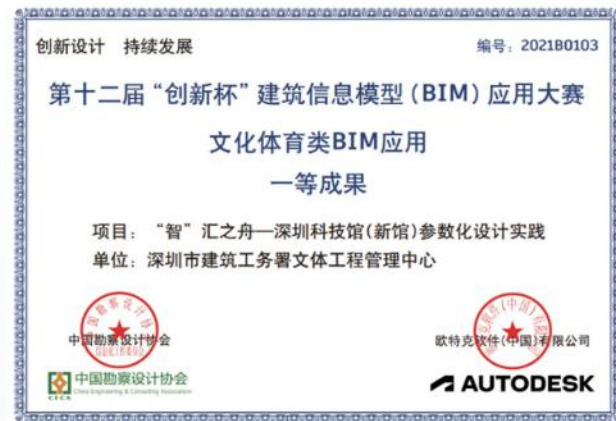 创新设计 持续发展
编号：2021B0103
第十二届“创新杯”建筑信息模型（BIM）应用大赛
文化体育类BIM应用
一等成果
项目：“智”汇之舟—深圳科技馆(新馆)参数化设计实践
单位：深圳市建筑工务署文体工程管理中心
中国勘察设计协会
欧特克软件(中国)有限公司
中国勘察设计协会
China Engineering & Consulting Association
CECA
AUTODESK